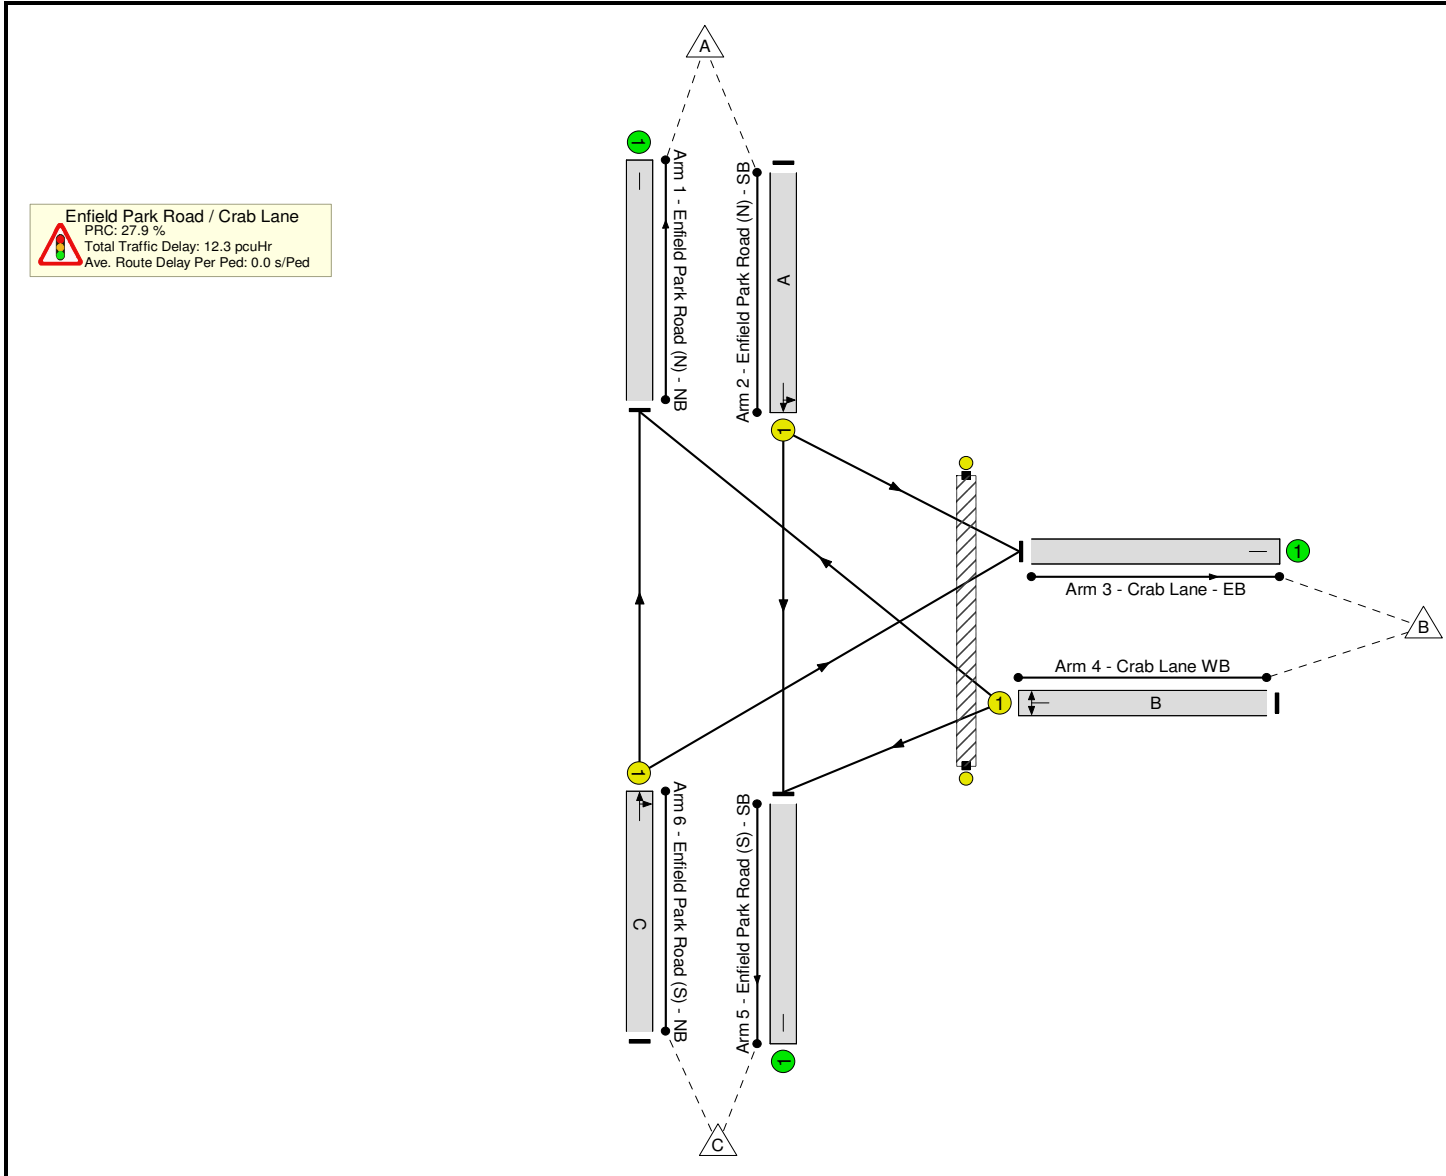 A
1
Arm 1 - Enfield Park Road (N) - NB
Arm 2 - Enfield Park Road (N) - SB
A
Enfield Park Road / Crab Lane
PRC: 27.9 %
Total Traffic Delay: 12.3 pcuHr
Ave. Route Delay Per Ped: 0.0 s/Ped
1
1
Arm 3 - Crab Lane - EB
B
Arm 4 - Crab Lane WB
1
B
1
Arm 6 - Enfield Park Road (S) - NB
C
Arm 5 - Enfield Park Road (S) - SB
1
C